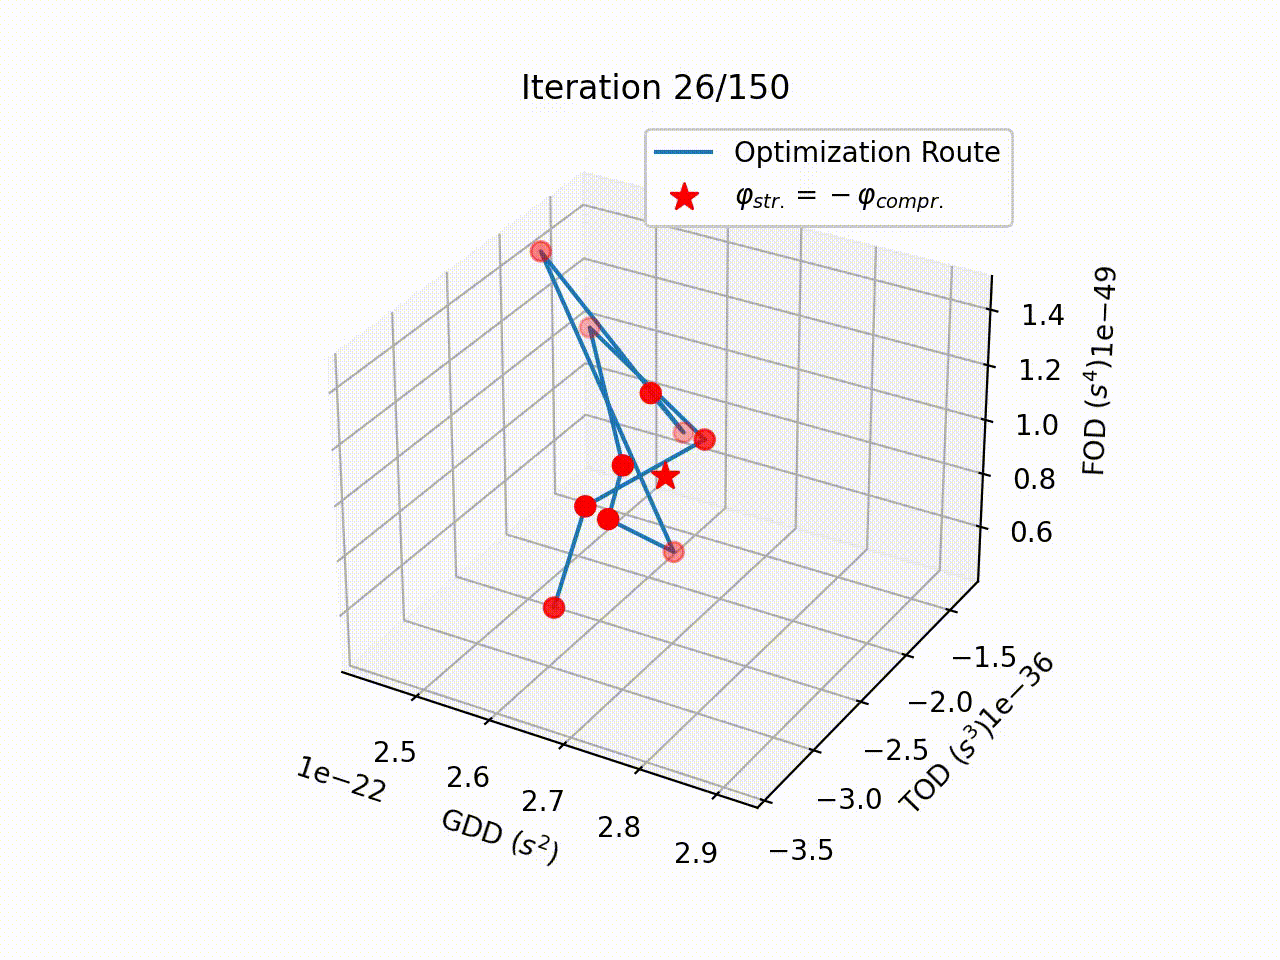 Iteration 26/150
Optimization Route
φstr. = − φcompr.
1.4
1.2
1.0
0.8
0.6
FOD (s⁴)1e−49
−1.5
−2.0
−2.5
−3.0
−3.5
TOD (s³)1e−36
2.5
2.6
2.7
2.8
2.9
1e−22
GDD (s²)